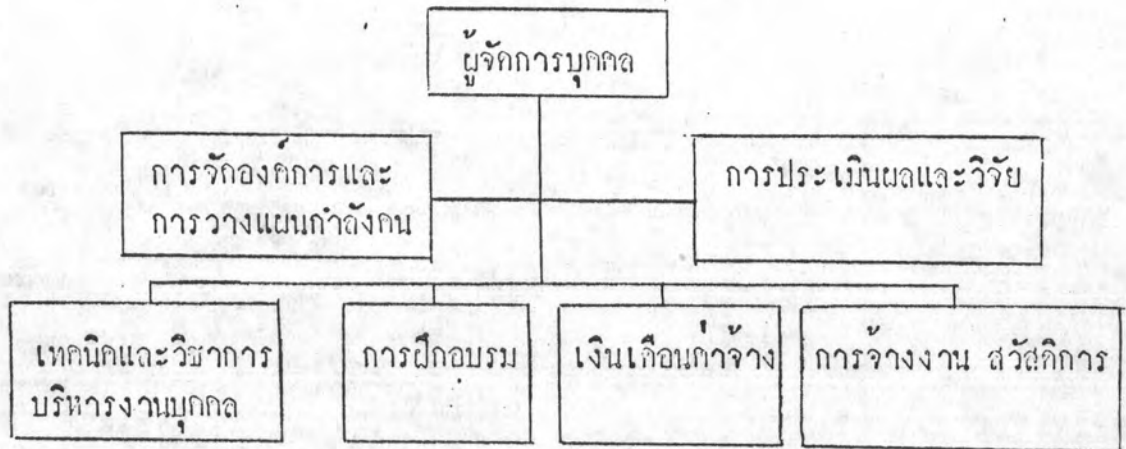 ผู้จัดการบุคคล
การจัดองค์การและ
การวางแผนกำลังคน
การประเมินผลและวิจัย
เทคนิคและวิชาการ
บริหารงานบุคคล
การฝึกอบรม
เงินเดือนค่าจ้าง
การจ้างงาน สวัสดิการ